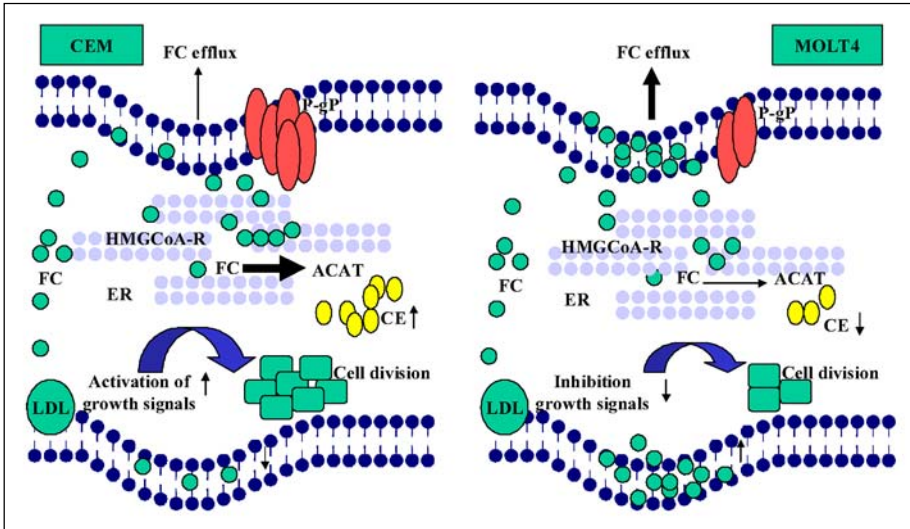 CEM
FC efflux
P-gP
HMGCoA-R
FC
FC
ACAT
ER
CE
Activation of
growth signals
Cell division
LDL
FC efflux
MOLT4
P-gP
HMGCoA-R
FC
FC
ACAT
ER
CE
Inhibition
growth signals
Cell division
LDL